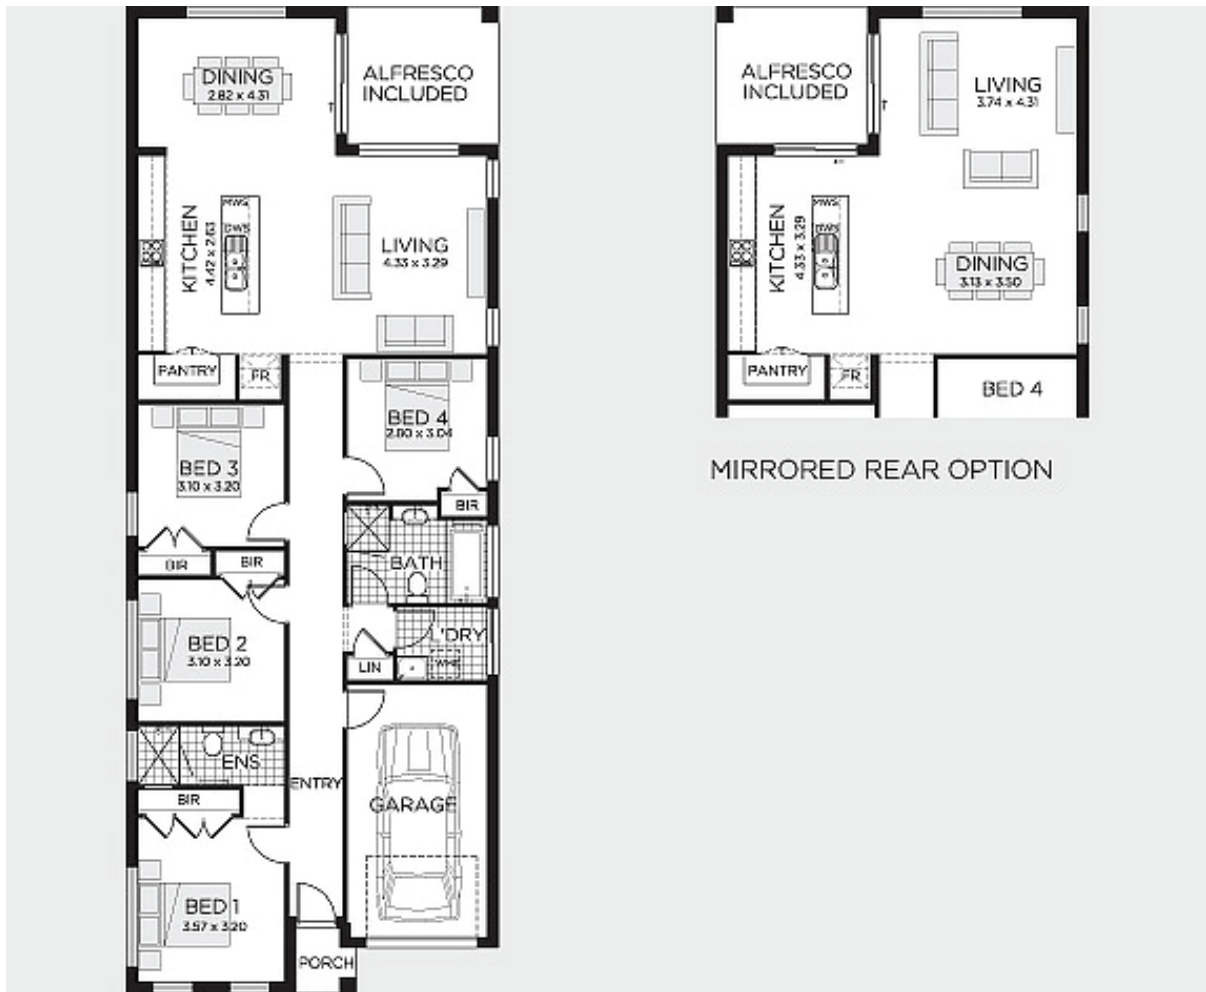 DINING
2.82 x 4.31
ALFRESCO
INCLUDED
KITCHEN
4.42 x 2.63
MWS
DWS
LIVING
4.33 x 3.29
PANTRY
FR
BED 4
2.80 x 3.04
BIR
BED 3
3.10 x 3.20
BIR
BIR
BATH
BED 2
3.10 x 3.20
L'DRY
LIN
ENS
BIR
ENTRY
GARAGE
BED 1
3.57 x 3.20
PORCH
ALFRESCO
INCLUDED
LIVING
3.74 x 4.31
KITCHEN
4.33 x 3.29
MWS
DWS
DINING
3.13 x 3.50
PANTRY
FR
BED 4
MIRRORED REAR OPTION